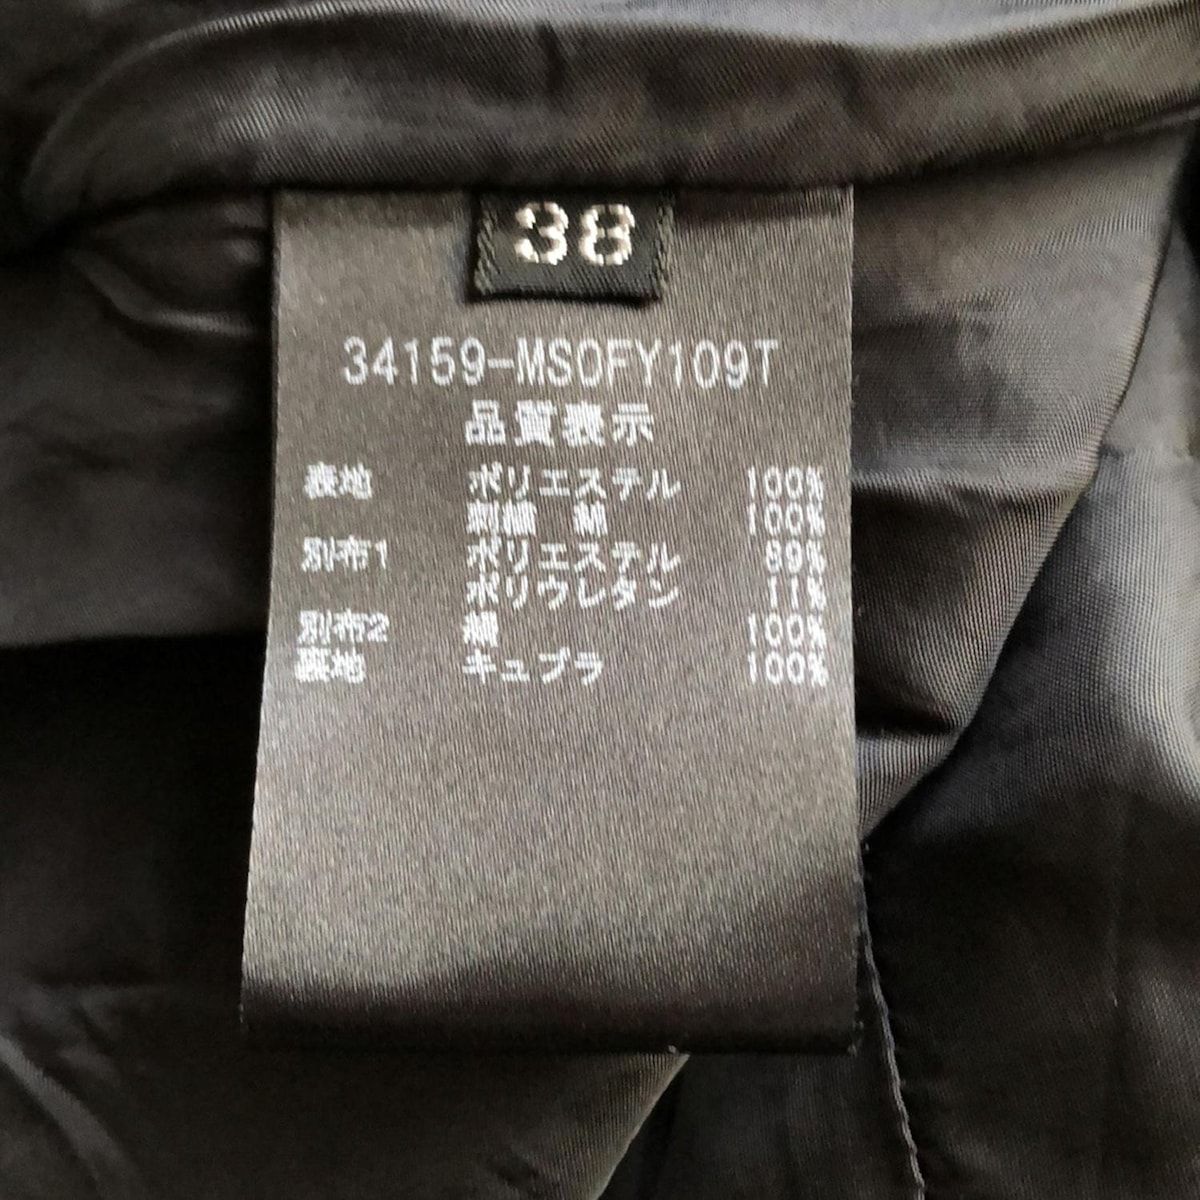 38
34159-MSOFY109T
品質表示
表地 ポリエステル 100%
刺繍 綿 100%
別布1 ポリエステル 89%
ポリウレタン 11%
別布2 100%
裏地 キュプラ 100%